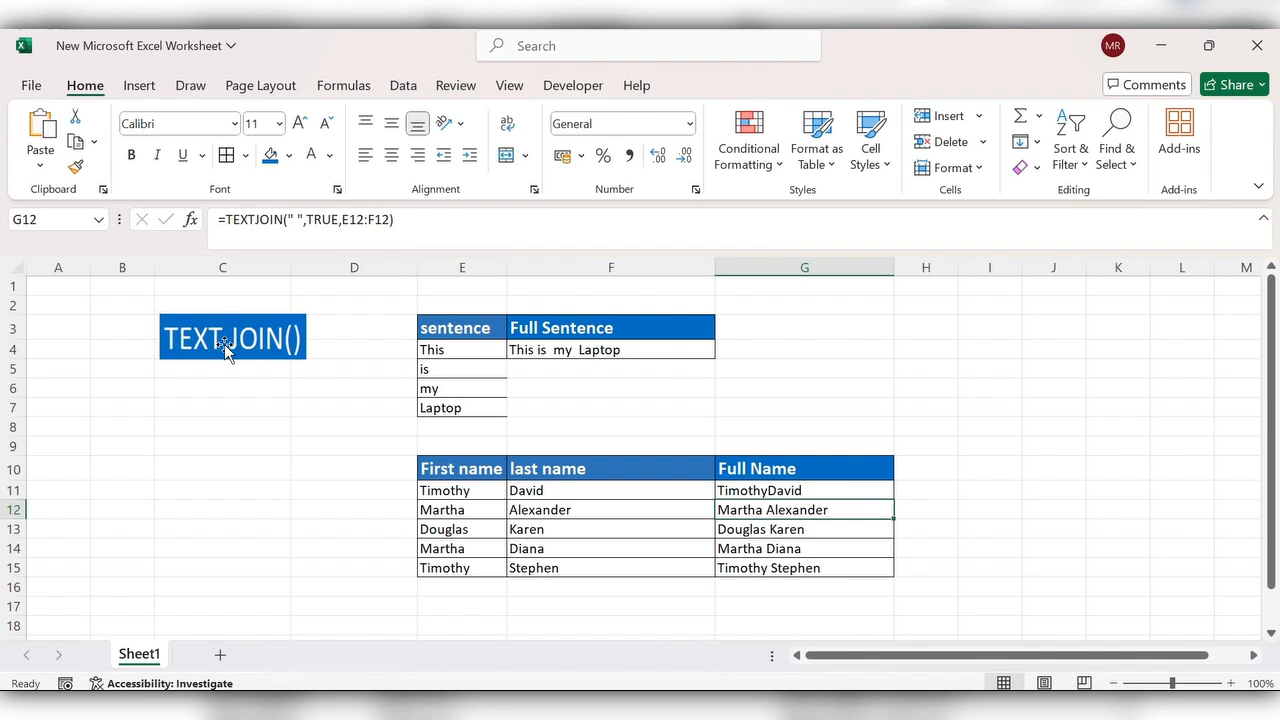 New Microsoft Excel Worksheet
Search
MR
File Home Insert Draw Page Layout Formulas Data Review View Developer Help
Comments Share
Paste
Calibri 11
B I U A
General
Conditional Formatting
Format as Table
Cell Styles
Insert
Delete
Format
Sort & Filter
Find & Select
Add-ins
Clipboard Font Alignment Number Styles Cells Editing Add-ins
G12 fx =TEXTJOIN(" ",TRUE,E12:F12)
A B C D E F G H I J K L M
1
2
3 TEXTJOIN() sentence Full Sentence
4 This This is  my  Laptop
5 is
6 my
7 Laptop
8
9
10 First name last name Full Name
11 Timothy David TimothyDavid
12 Martha Alexander Martha Alexander
13 Douglas Karen Douglas Karen
14 Martha Diana Martha Diana
15 Timothy Stephen Timothy Stephen
16
17
18
Sheet1
Ready Accessibility: Investigate 100%